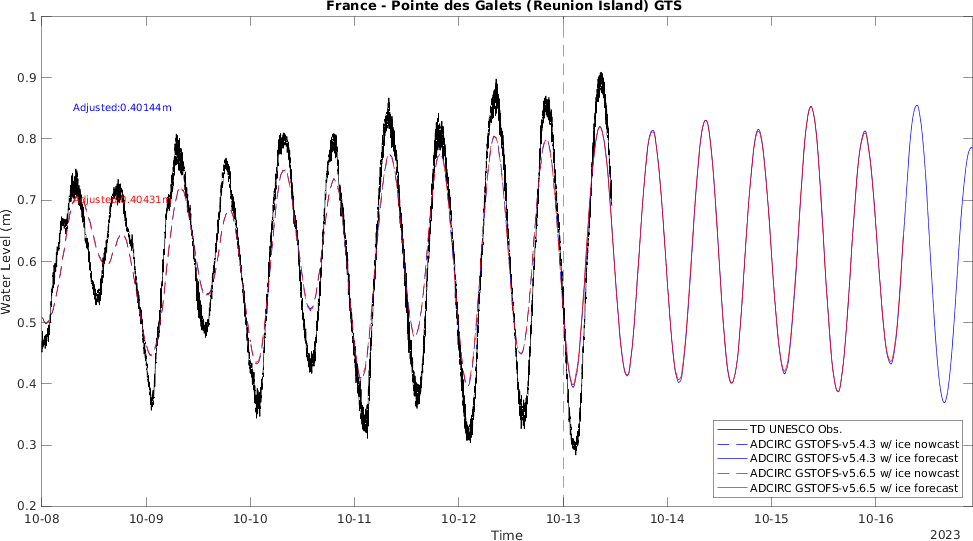 France - Pointe des Galets (Reunion Island) GTS
1
0.9
0.8
0.7
0.6
0.5
0.4
0.3
0.2
Water Level (m)
Adjusted:0.40144m
Adjusted:0.40431m
TD UNESCO Obs.
ADCIRC GSTOFS-v5.4.3 w/ ice nowcast
ADCIRC GSTOFS-v5.4.3 w/ ice forecast
ADCIRC GSTOFS-v5.6.5 w/ ice nowcast
ADCIRC GSTOFS-v5.6.5 w/ ice forecast
10-08 10-09 10-10 10-11 10-12 10-13 10-14 10-15 10-16
Time
2023